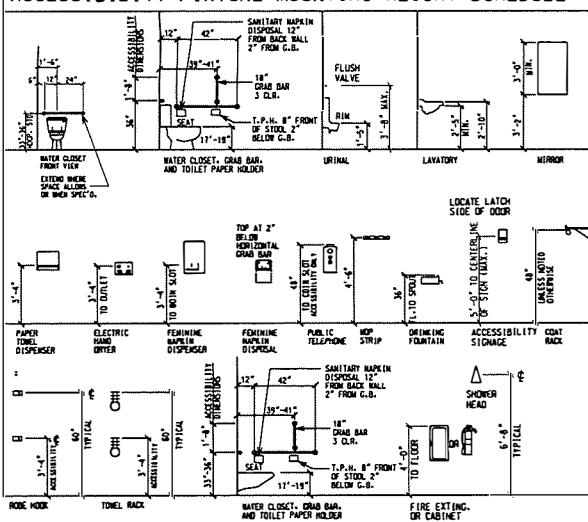 ACCESSIBILITY FIXTURE MOUNTING HEIGHT SCHEDULE
1'-6"
6" 12" 24"
33"-36"
WATER CLOSET
FRONT VIEW
EXTEND WHERE
SPACE ALLOWS
OR WHEN SPEC'D.
ACCESSIBILITY
DIMENSIONS
12" 42"
39"-41"
1'-8"
36"
SANITARY NAPKIN
DISPOSAL 12"
FROM BACK WALL
2" FROM G.B.
18"
GRAB BAR
3 CLR.
SEAT
T.P.H. 8" FRONT
OF STOOL 2"
BELOW G.B.
17"-19"
WATER CLOSET, GRAB BAR,
AND TOILET PAPER HOLDER
FLUSH
VALVE
RIM
1'-5"
3'-8" MAX.
URINAL
2'-5"
MIN.
2'-10"
LAVATORY
3'-0"
MIN.
3'-2"
MIRROR
3'-4"
PAPER
TOWEL
DISPENSER
3'-4"
TO OUTLET
ELECTRIC
HAND
DRYER
3'-4"
TO BOTH SLOT
FEMININE
NAPKIN
DISPENSER
TOP AT 2"
BELOW
HORIZONTAL
GRAB BAR
FEMININE
NAPKIN
DISPOSAL
48"
TO COIN SLOT
ACCESSIBILITY ONLY
PUBLIC
TELEPHONE
4'-6"
MOP
STRIP
36"
FL. TO SPOUT
DRINKING
FOUNTAIN
LOCATE LATCH
SIDE OF DOOR
5'-0" TO CENTERLINE
OF SIGN (MAX.)
ACCESSIBILITY
SIGNAGE
48"
UNLESS NOTED
OTHERWISE
COAT
RACK
3'-4"
ACCESSIBILITY
60"
TYPICAL
ROBE HOOK
3'-4"
ACCESSIBILITY
60"
TYPICAL
TOWEL RACK
ACCESSIBILITY
DIMENSIONS
12" 42"
39"-41"
1'-8"
33"-36"
SANITARY NAPKIN
DISPOSAL 12"
FROM BACK WALL
2" FROM G.B.
18"
GRAB BAR
3 CLR.
SEAT
T.P.H. 8" FRONT
OF STOOL 2"
BELOW G.B.
17"-19"
WATER CLOSET, GRAB BAR,
AND TOILET PAPER HOLDER
4'-0"
TO FLOOR
OR
FIRE EXTING.
OR CABINET
SHOWER
HEAD
6'-8"
TYPICAL